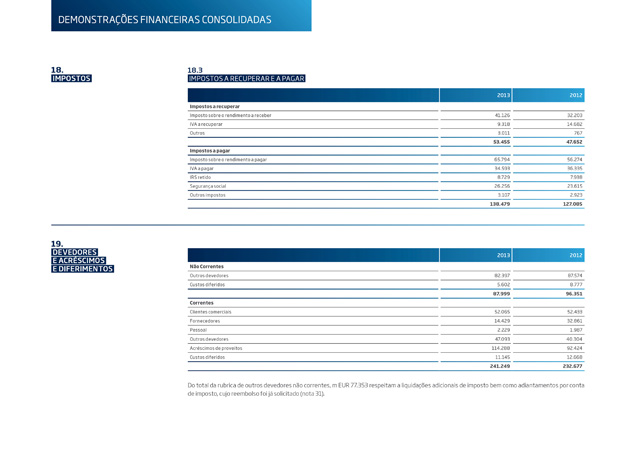 DEMONSTRAÇÕES FINANCEIRAS CONSOLIDADAS
18.
IMPOSTOS
18.3
IMPOSTOS A RECUPERAR E A PAGAR
2013 2012
Impostos a recuperar
Imposto sobre o rendimento a receber 41.126 32.203
IVA a recuperar 9.318 14.682
Outros 3.011 767
53.455 47.652
Impostos a pagar
Imposto sobre o rendimento a pagar 65.794 56.274
IVA a pagar 34.593 36.335
IRS retido 8.729 7.938
Segurança social 26.256 23.615
Outros impostos 3.107 2.923
138.479 127.085
19.
DEVEDORES
E ACRÉSCIMOS
E DIFERIMENTOS
2013 2012
Não Correntes
Outros devedores 82.397 87.574
Custos diferidos 5.602 8.777
87.999 96.351
Correntes
Clientes comerciais 52.065 52.493
Fornecedores 14.429 32.861
Pessoal 2.229 1.907
Outros devedores 47.093 40.304
Acréscimos de proveitos 114.288 92.424
Custos diferidos 11.145 12.688
241.249 232.677
Do total da rubrica de outros devedores não correntes, m EUR 77.353 respeitam a liquidações adicionais de imposto bem como adiantamentos por conta
de imposto, cujo reembolso foi já solicitado (nota 31).